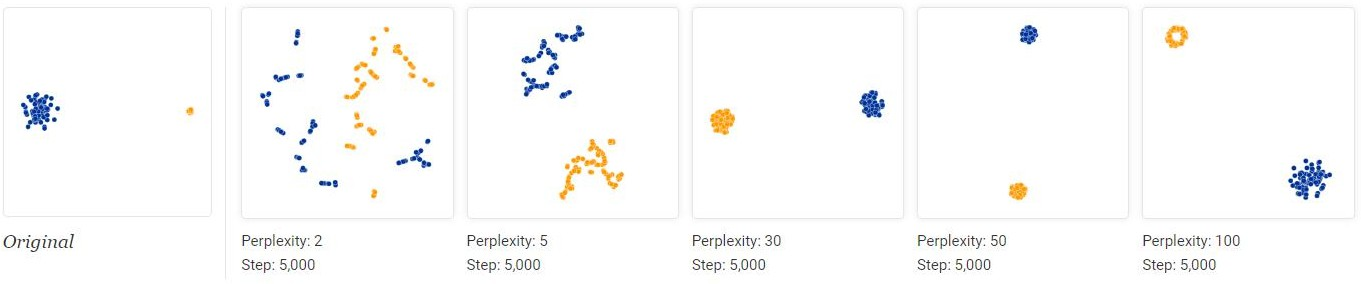 Original
Perplexity: 2
Step: 5,000
Perplexity: 5
Step: 5,000
Perplexity: 30
Step: 5,000
Perplexity: 50
Step: 5,000
Perplexity: 100
Step: 5,000